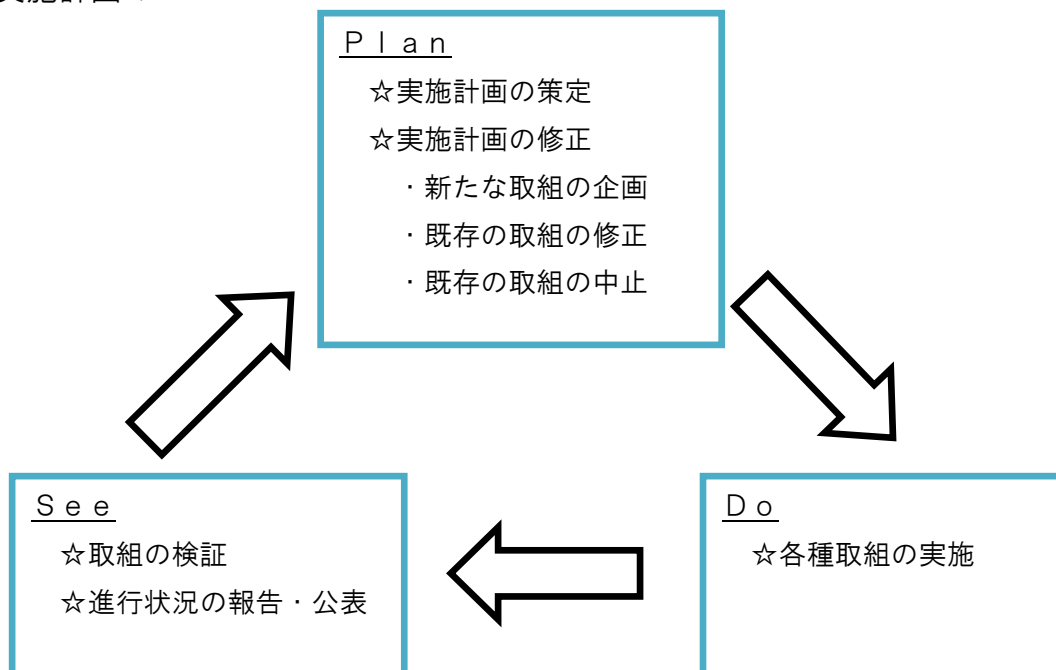 Ｐｌａｎ
☆実施計画の策定
☆実施計画の修正
・新たな取組の企画
・既存の取組の修正
・既存の取組の中止
Ｓｅｅ
☆取組の検証
☆進行状況の報告・公表
Ｄｏ
☆各種取組の実施